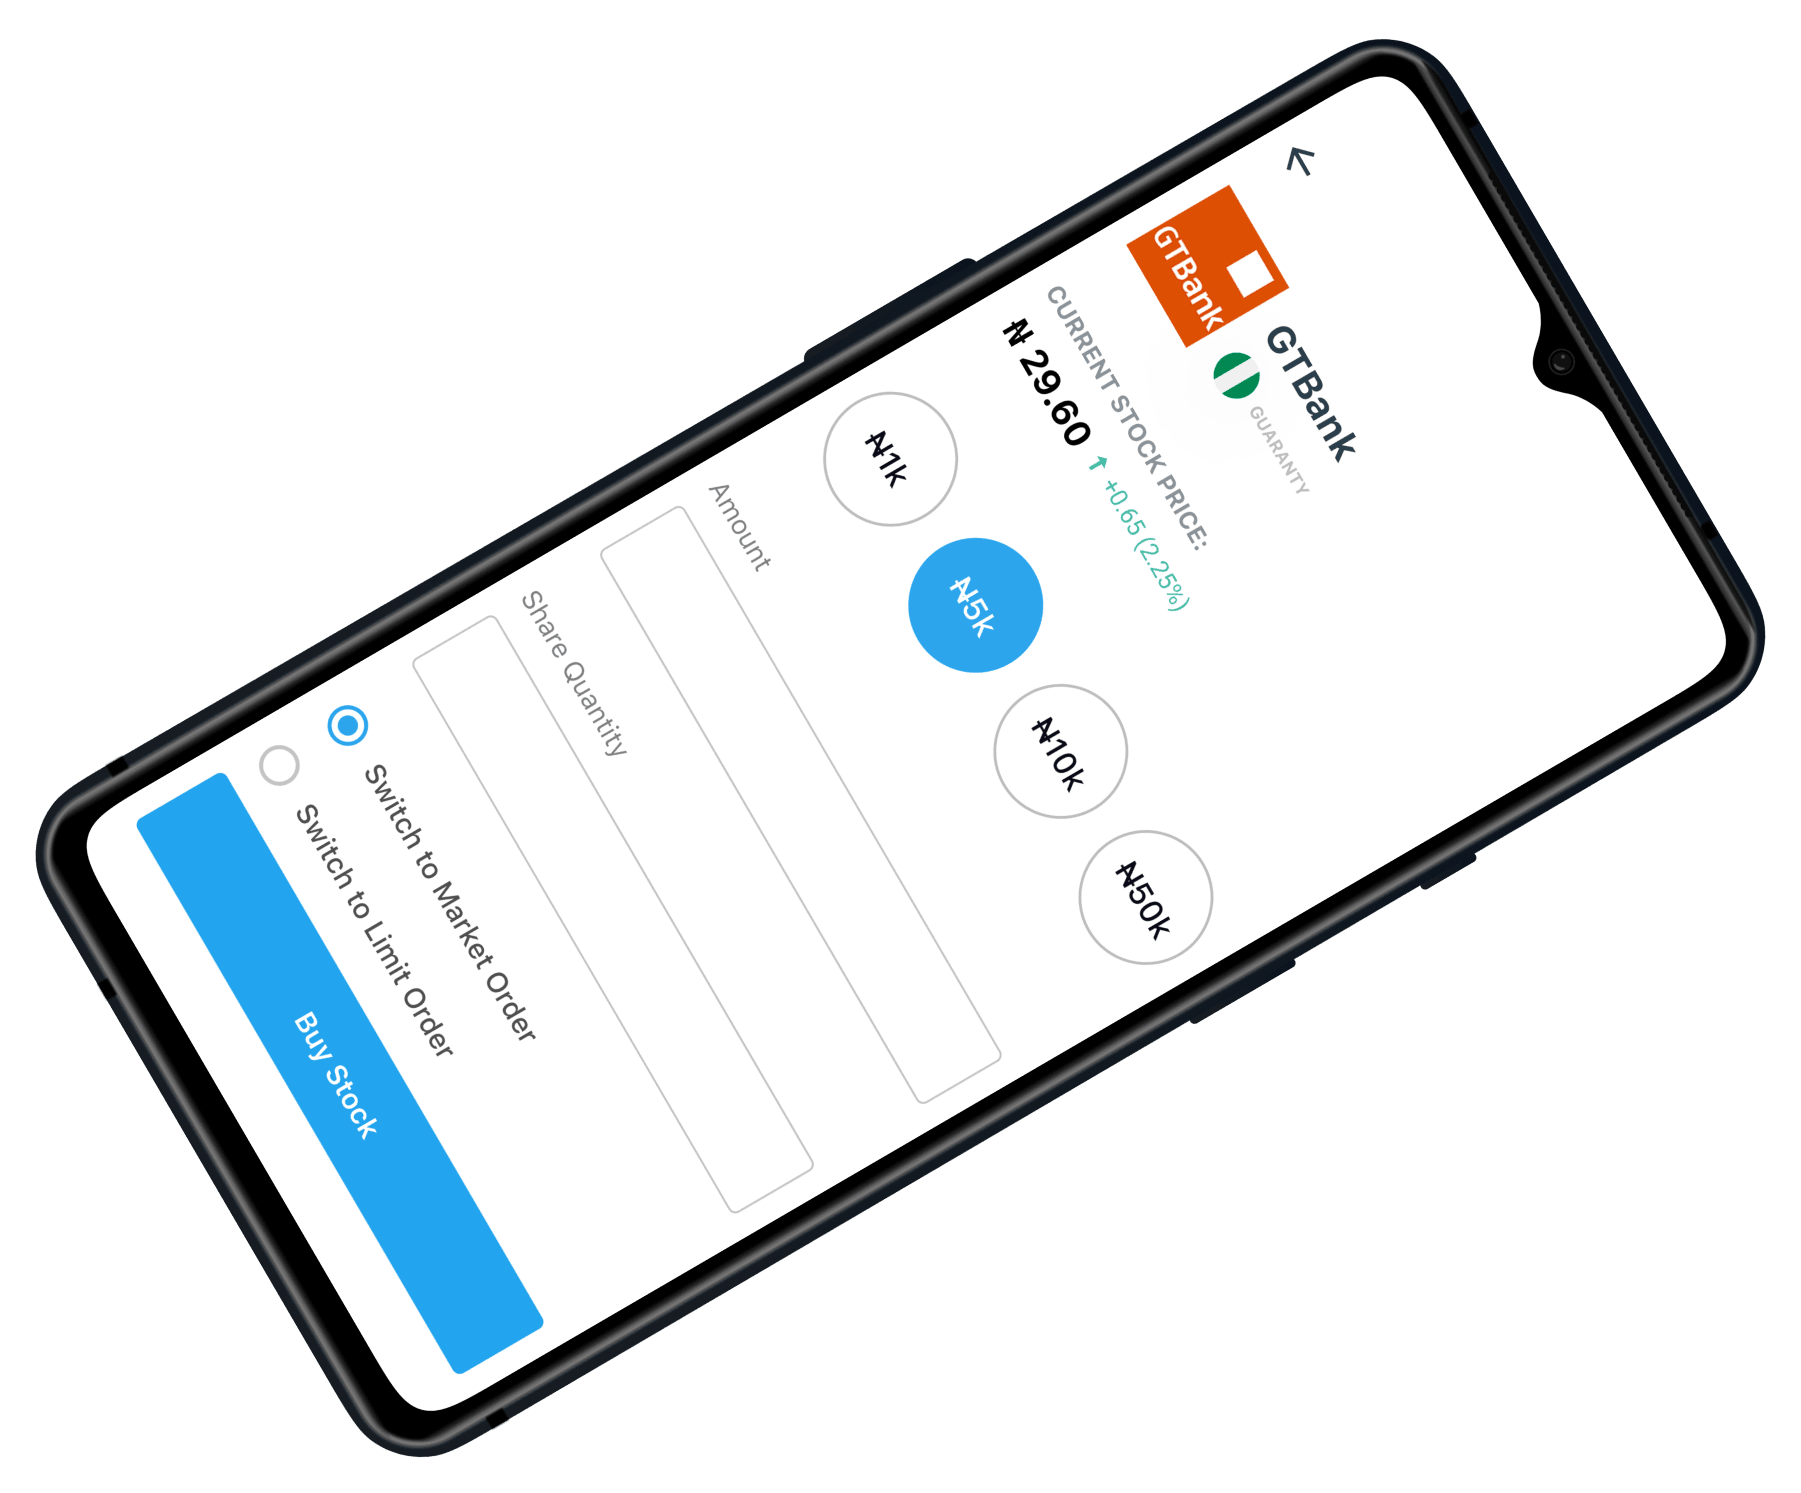 GTBank
GTBank
GUARANTY
CURRENT STOCK PRICE:
₦ 29.60 +0.65 (2.25%)
₦1k
₦5k
₦10k
₦50k
Amount
Share Quantity
Switch to Market Order
Switch to Limit Order
Buy Stock